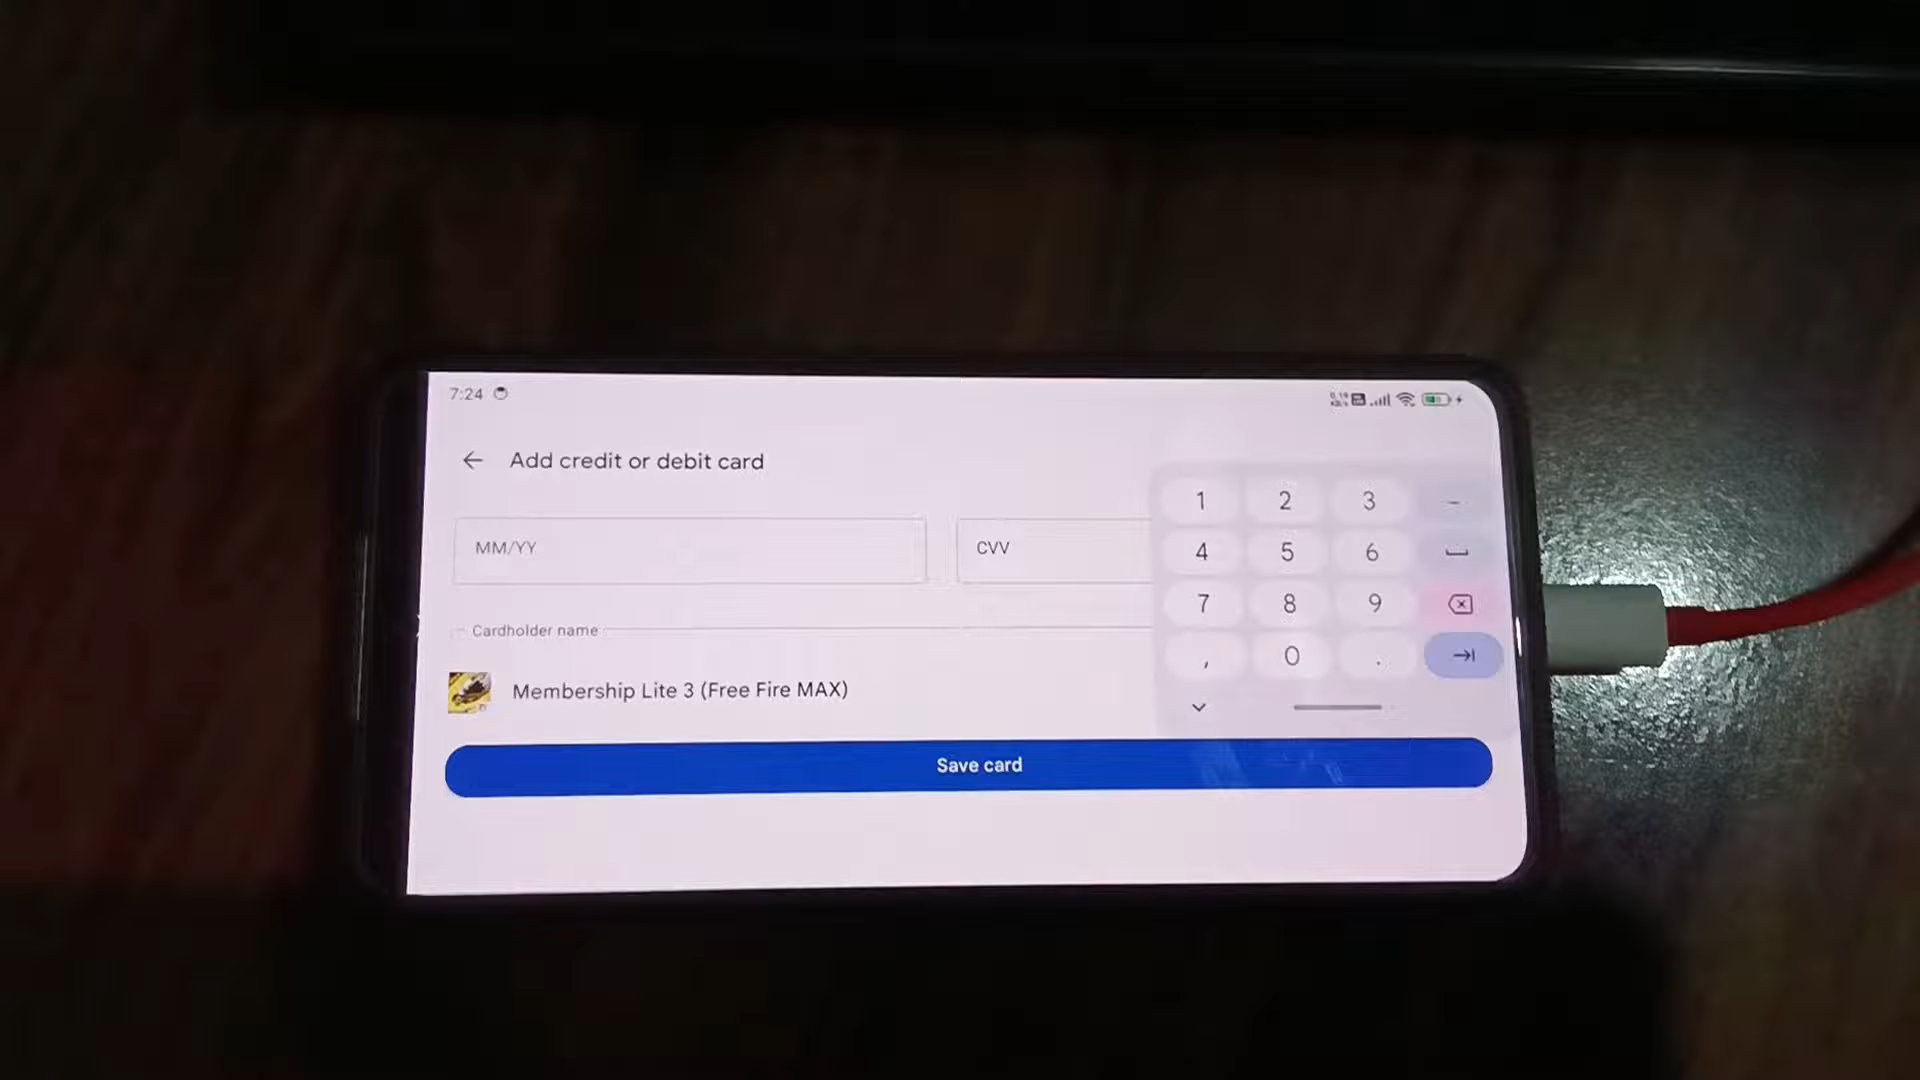 7:24
Add credit or debit card
MM/YY
CVV
Cardholder name
Membership Lite 3 (Free Fire MAX)
Save card
1 2 3 -
4 5 6
7 8 9
, 0 .